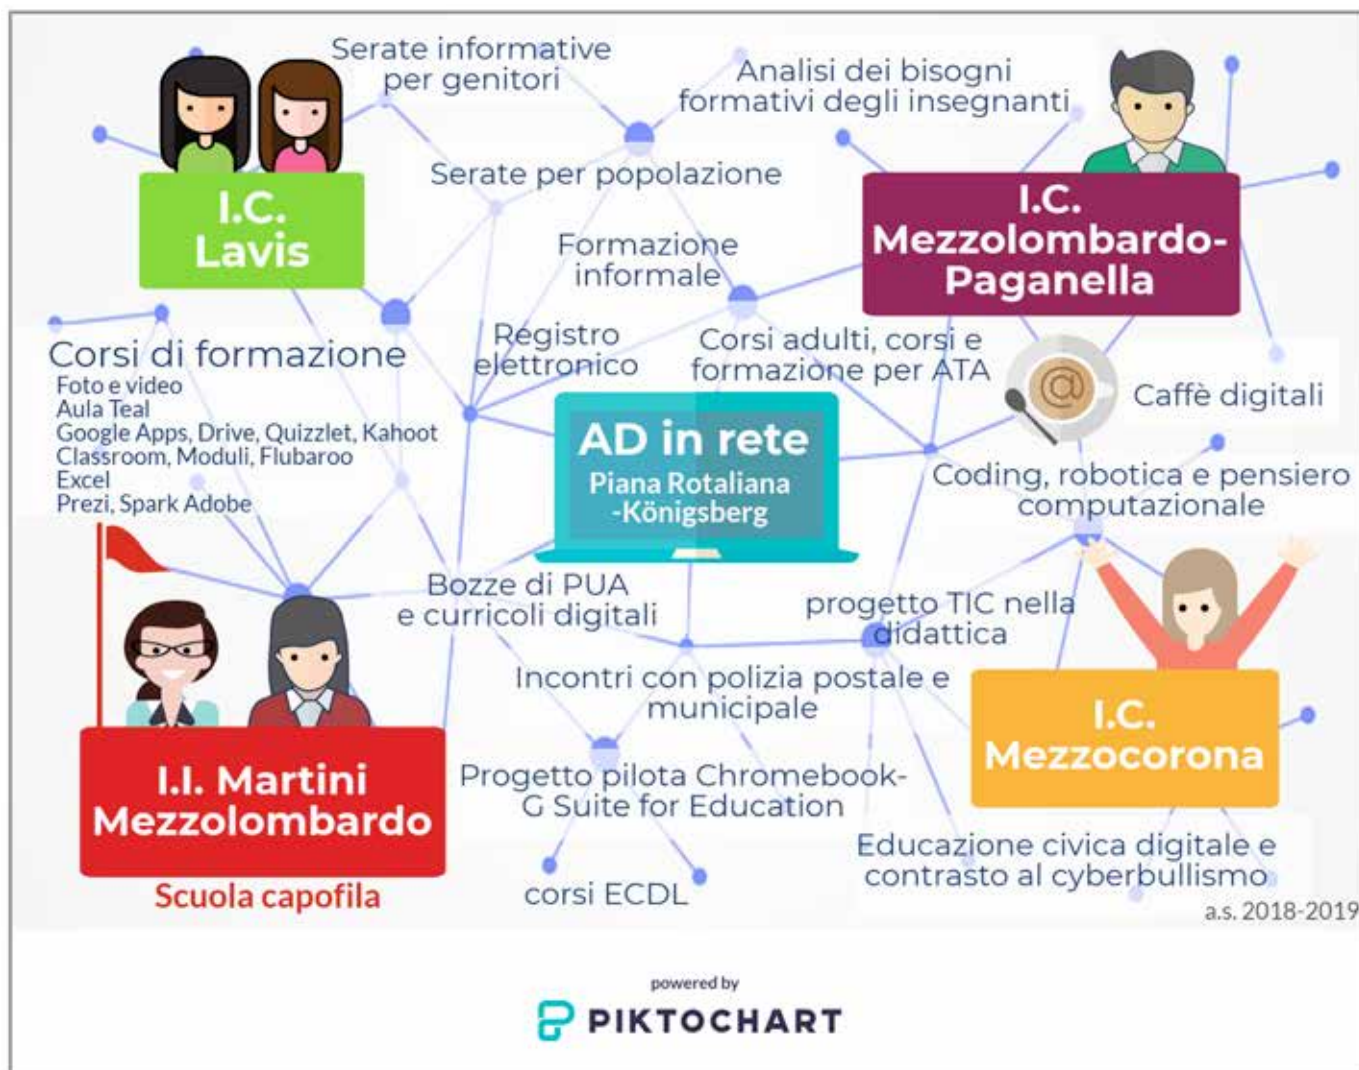 Serate informative
per genitori
Analisi dei bisogni
formativi degli insegnanti
Serate per popolazione
I.C.
Lavis
I.C.
Mezzolombardo-
Paganella
Formazione
informale
Registro
elettronico
Corsi adulti, corsi e
formazione per ATA
Corsi di formazione
Foto e video
Aula Teal
Google Apps, Drive, Quizzlet, Kahoot
Classroom, Moduli, Flubaroo
Excel
Prezi, Spark Adobe
@
Caffè digitali
AD in rete
Piana Rotaliana
-Königsberg
Coding, robotica e pensiero
computazionale
Bozze di PUA
e curricoli digitali
progetto TIC nella
didattica
Incontri con polizia postale e
municipale
I.C.
Mezzocorona
I.I. Martini
Mezzolombardo
Scuola capofila
Progetto pilota Chromebook-
G Suite for Education
corsi ECDL
Educazione civica digitale e
contrasto al cyberbullismo
a.s. 2018-2019
powered by
PIKTOCHART